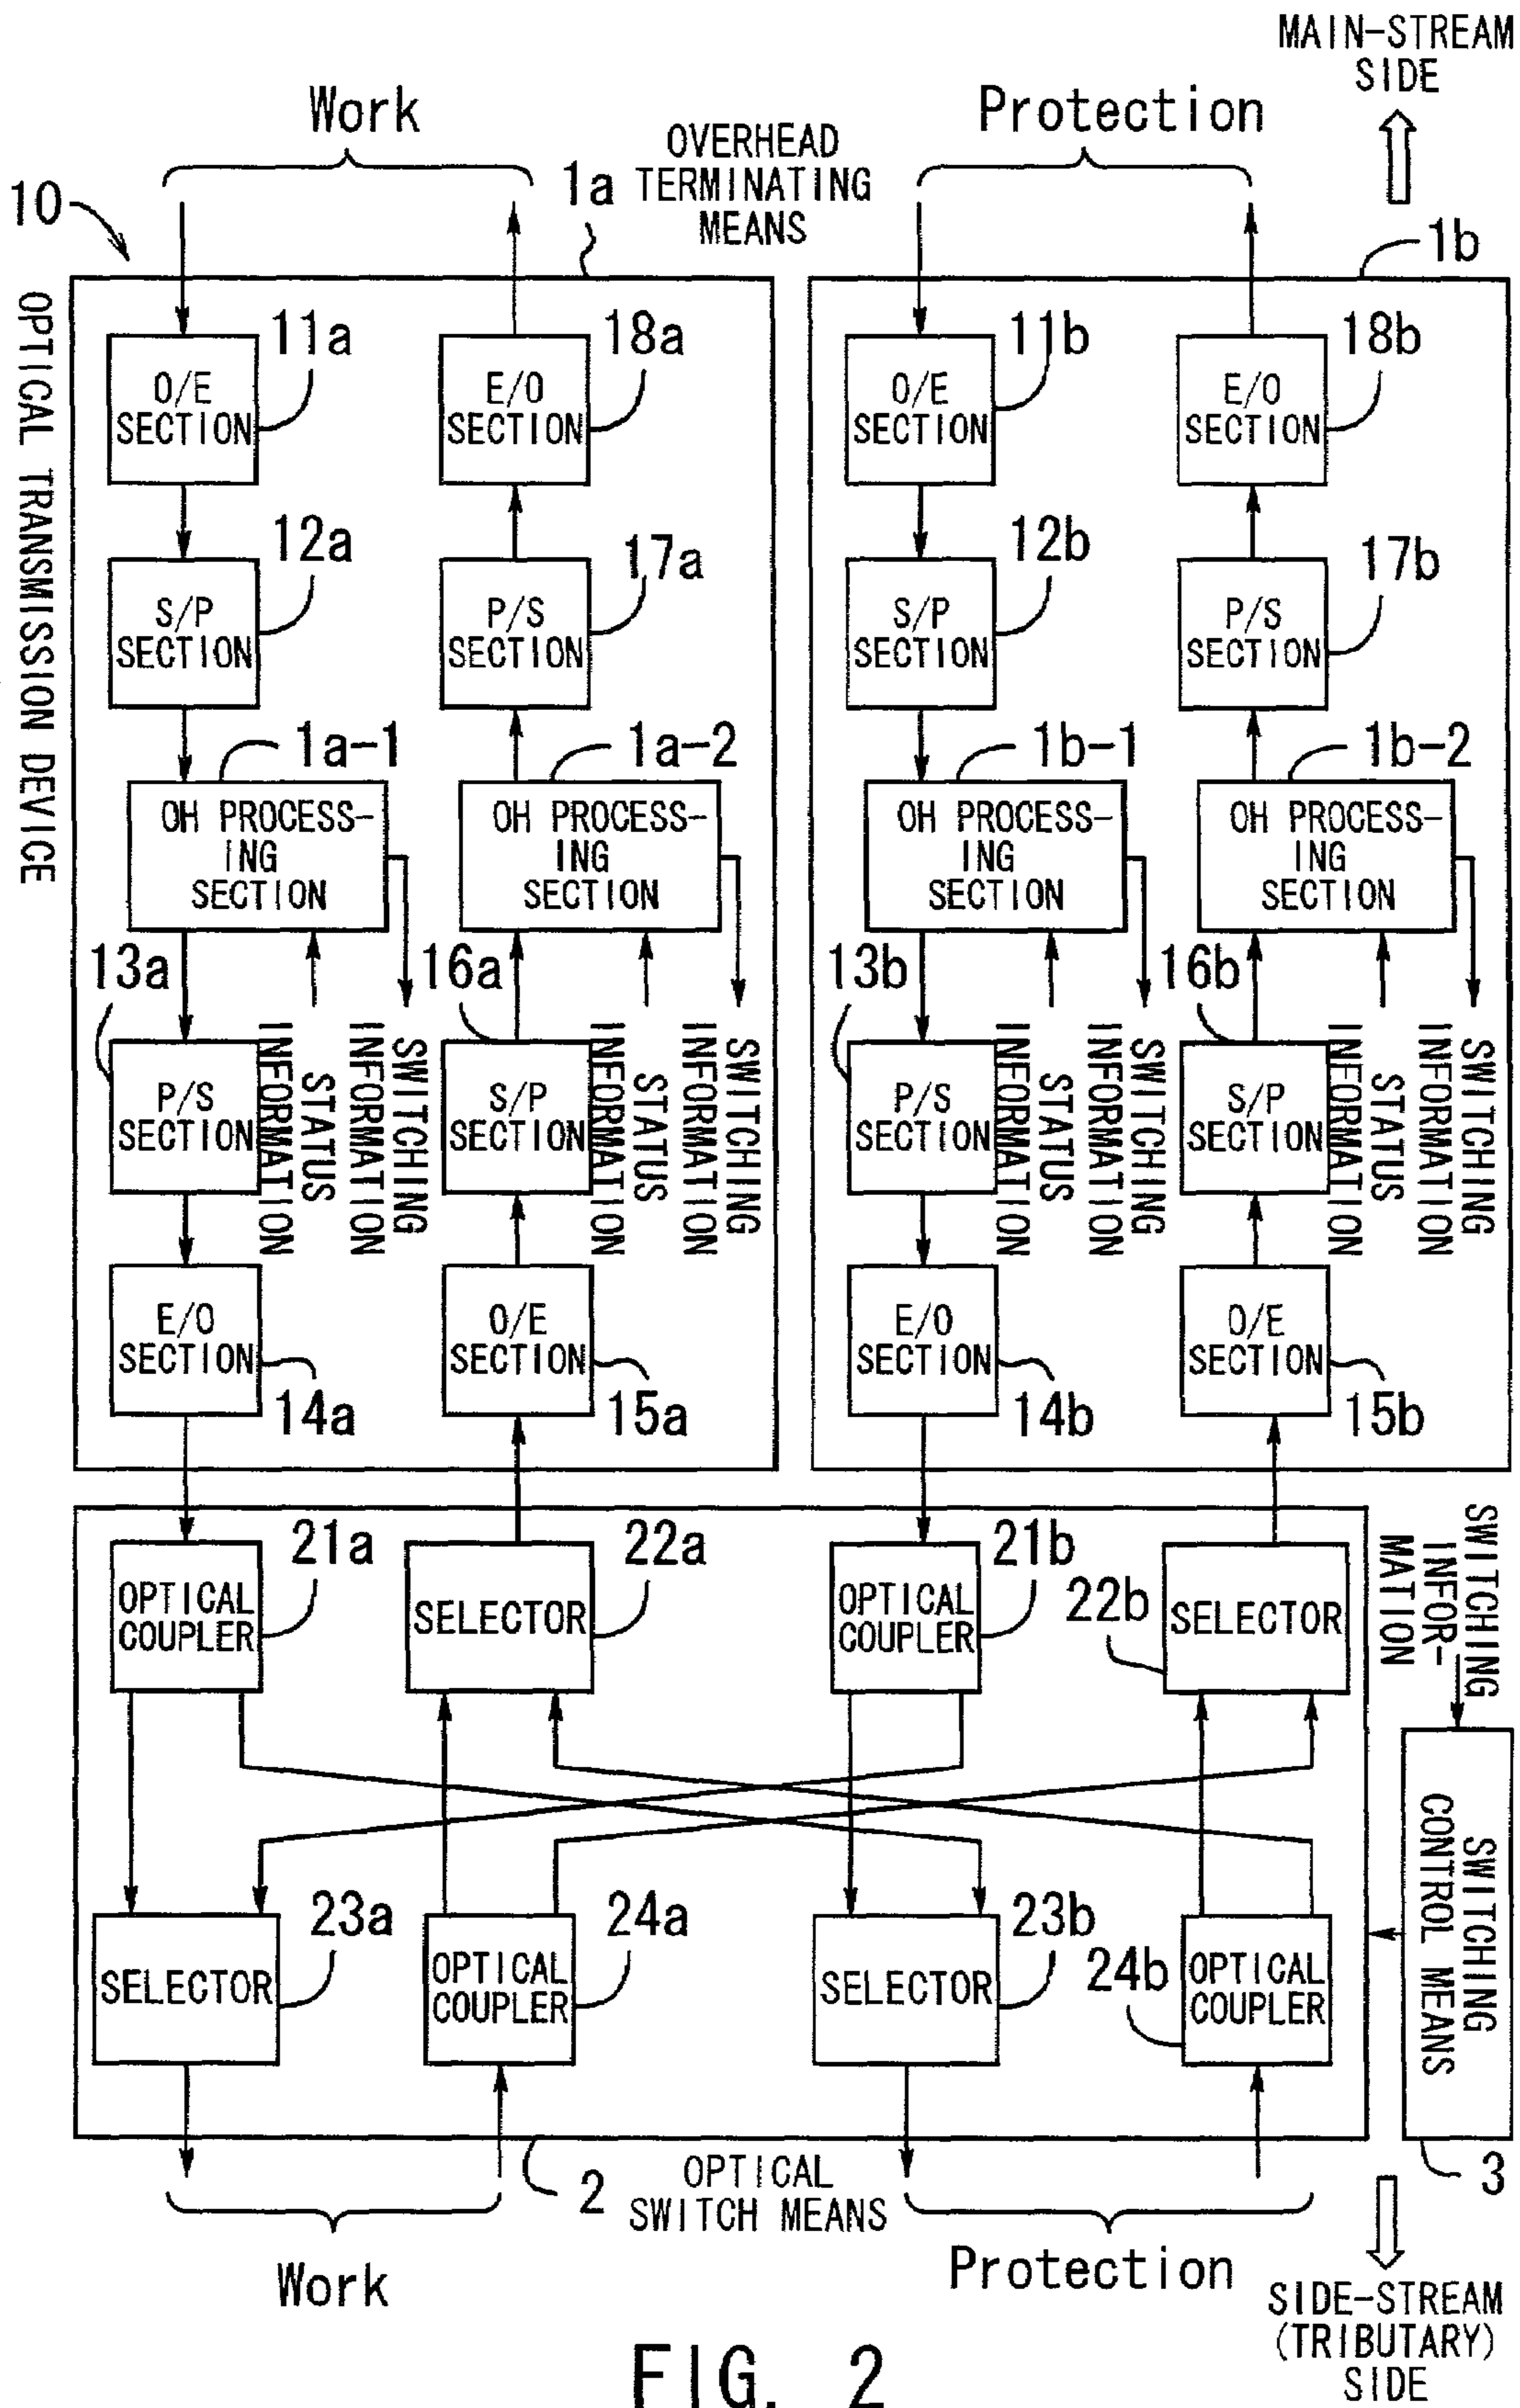 MAIN-STREAM
SIDE
Work
Protection
OVERHEAD
TERMINATING
MEANS
10
1a
1b
OPTICAL TRANSMISSION DEVICE
11a
O/E
SECTION
18a
E/O
SECTION
11b
O/E
SECTION
18b
E/O
SECTION
12a
S/P
SECTION
17a
P/S
SECTION
12b
S/P
SECTION
17b
P/S
SECTION
1a-1
OH PROCESS-
ING
SECTION
1a-2
OH PROCESS-
ING
SECTION
1b-1
OH PROCESS-
ING
SECTION
1b-2
OH PROCESS-
ING
SECTION
13a
P/S
SECTION
STATUS
INFORMATION
SWITCHING
INFORMATION
16a
S/P
SECTION
STATUS
INFORMATION
SWITCHING
INFORMATION
13b
P/S
SECTION
STATUS
INFORMATION
SWITCHING
INFORMATION
16b
S/P
SECTION
STATUS
INFORMATION
SWITCHING
INFORMATION
E/O
SECTION
14a
O/E
SECTION
15a
E/O
SECTION
14b
O/E
SECTION
15b
21a
OPTICAL
COUPLER
22a
SELECTOR
21b
OPTICAL
COUPLER
22b
SELECTOR
SWITCHING
INFOR-
MATION
23a
SELECTOR
24a
OPTICAL
COUPLER
23b
SELECTOR
24b
OPTICAL
COUPLER
SWITCHING
CONTROL MEANS
3
2
OPTICAL
SWITCH MEANS
Work
Protection
SIDE-STREAM
(TRIBUTARY)
SIDE
FIG. 2